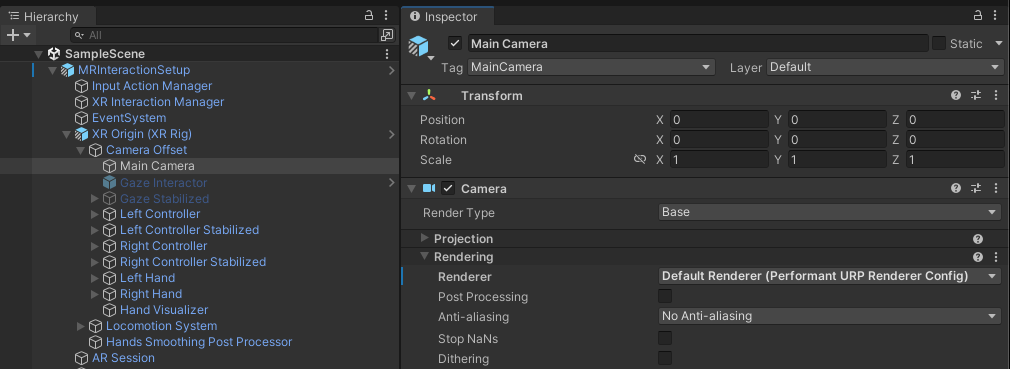 Hierarchy
All
SampleScene
MRInteractionSetup
Input Action Manager
XR Interaction Manager
EventSystem
XR Origin (XR Rig)
Camera Offset
Main Camera
Gaze Interactor
Gaze Stabilized
Left Controller
Left Controller Stabilized
Right Controller
Right Controller Stabilized
Left Hand
Right Hand
Hand Visualizer
Locomotion System
Hands Smoothing Post Processor
AR Session
Inspector
Main Camera Static
Tag MainCamera Layer Default
Transform
Position X 0 Y 0 Z 0
Rotation X 0 Y 0 Z 0
Scale X 1 Y 1 Z 1
Camera
Render Type Base
Projection
Rendering
Renderer Default Renderer (Performant URP Renderer Config)
Post Processing
Anti-aliasing No Anti-aliasing
Stop NaNs
Dithering